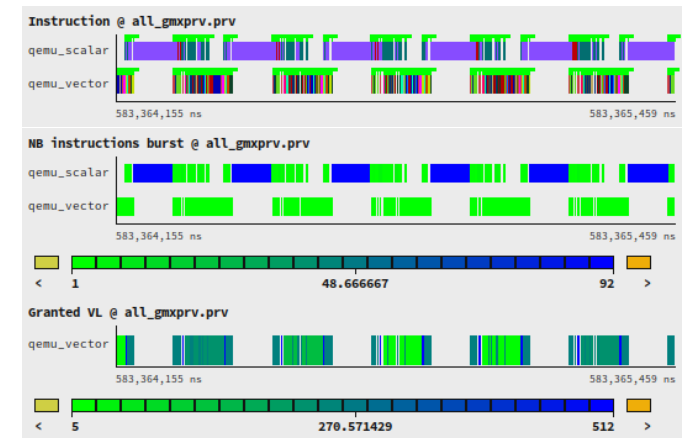 Instruction @ all_gmxprv.prv
qemu_scalar
qemu_vector
583,364,155 ns 583,365,459 ns
NB instructions burst @ all_gmxprv.prv
qemu_scalar
qemu_vector
583,364,155 ns 583,365,459 ns
< 1 48.666667 92 >
Granted VL @ all_gmxprv.prv
qemu_vector
583,364,155 ns 583,365,459 ns
< 5 270.571429 512 >